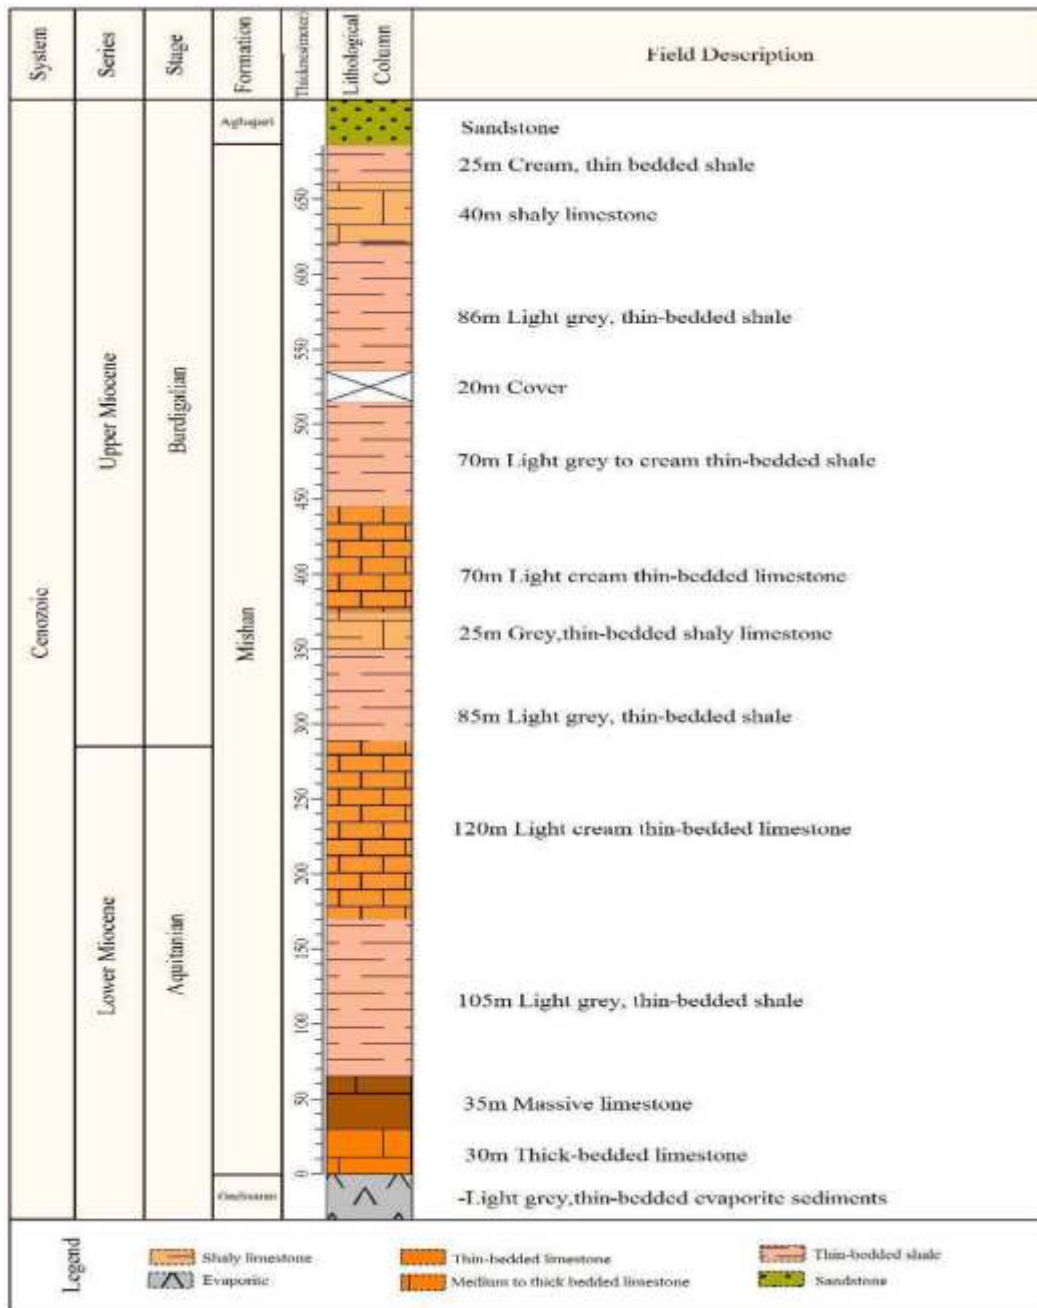 System
Series
Stage
Formation
Thickness(meter)
Lithological
Column
Field Description
Cenozoic
Upper Miocene
Lower Miocene
Burdigalian
Aquitanian
Mishan
650
600
550
500
450
400
350
300
250
200
150
100
50
0
Sandstone
25m Cream, thin bedded shale
40m shaly limestone
86m Light grey, thin-bedded shale
20m Cover
70m Light grey to cream thin-bedded shale
70m Light cream thin-bedded limestone
25m Grey,thin-bedded shaly limestone
85m Light grey, thin-bedded shale
120m Light cream thin-bedded limestone
105m Light grey, thin-bedded shale
35m Massive limestone
30m Thick-bedded limestone
-Light grey,thin-bedded evaporite sediments
Legend
Shaly limestone
Evaporite
Thin-bedded limestone
Medium to thick bedded limestone
Thin-bedded shale
Sandstone